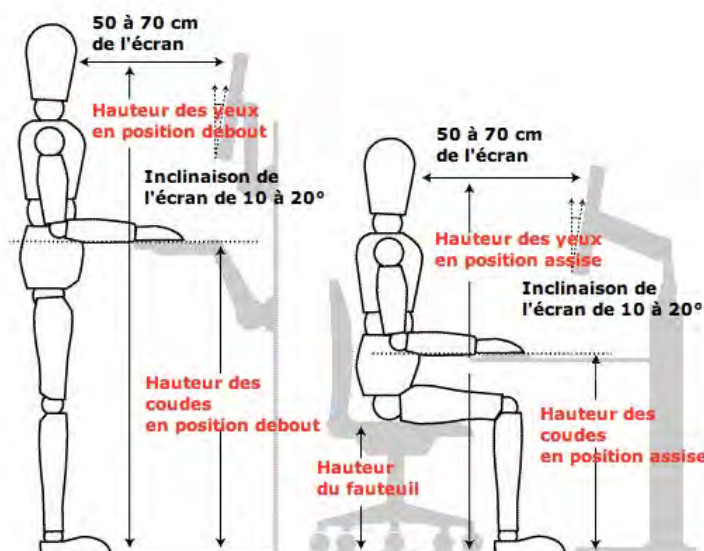 50 à 70 cm
de l'écran
Hauteur des yeux
en position debout
Inclinaison de
l'écran de 10 à 20°
Hauteur des
coudes
en position debout
50 à 70 cm
de l'écran
Hauteur des yeux
en position assise
Inclinaison de
l'écran de 10 à 20°
Hauteur des
coudes
en position assise
Hauteur
du fauteuil